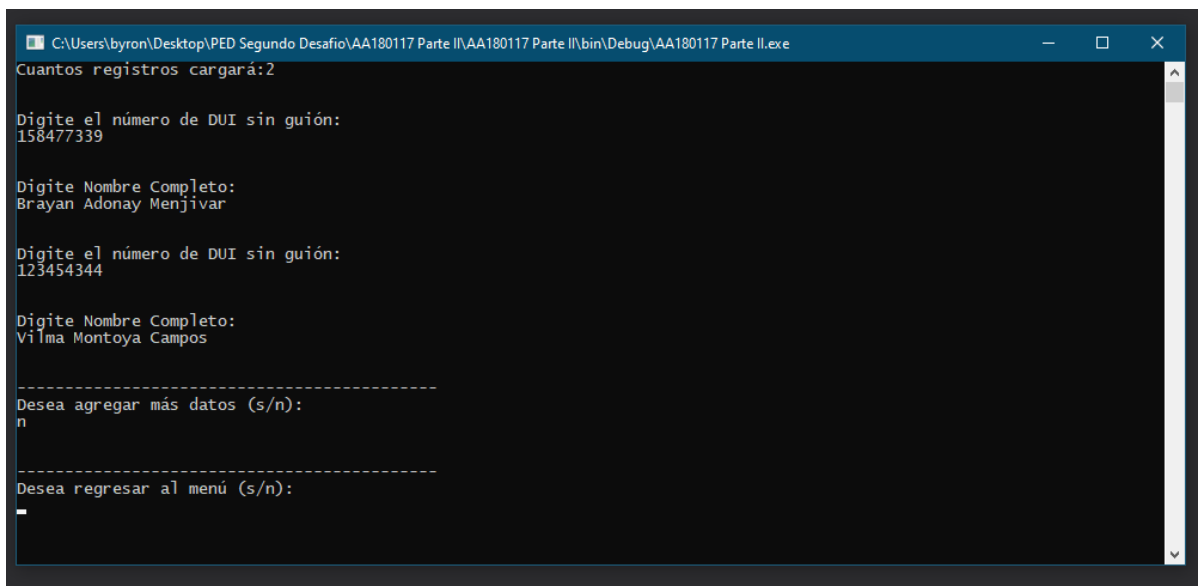 C:\Users\byron\Desktop\PED Segundo Desafio\AA180117 Parte II\AA180117 Parte II\bin\Debug\AA180117 Parte II.exe
Cuantos registros cargará:2
Digite el número de DUI sin guión:
158477339
Digite Nombre Completo:
Brayan Adonay Menjivar
Digite el número de DUI sin guión:
123454344
Digite Nombre Completo:
Vilma Montoya Campos
--------------------------------------------
Desea agregar más datos (s/n):
n
--------------------------------------------
Desea regresar al menú (s/n):